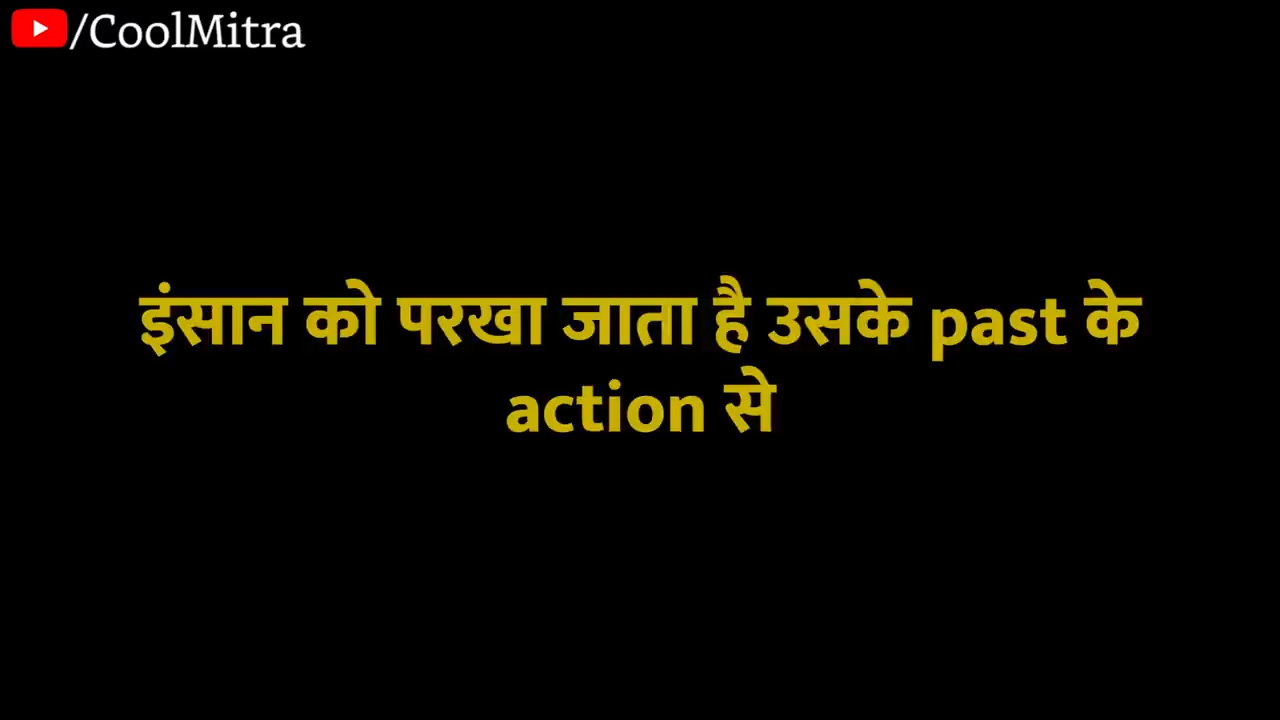 /CoolMitra
इंसान को परखा जाता है उसके past के
action से